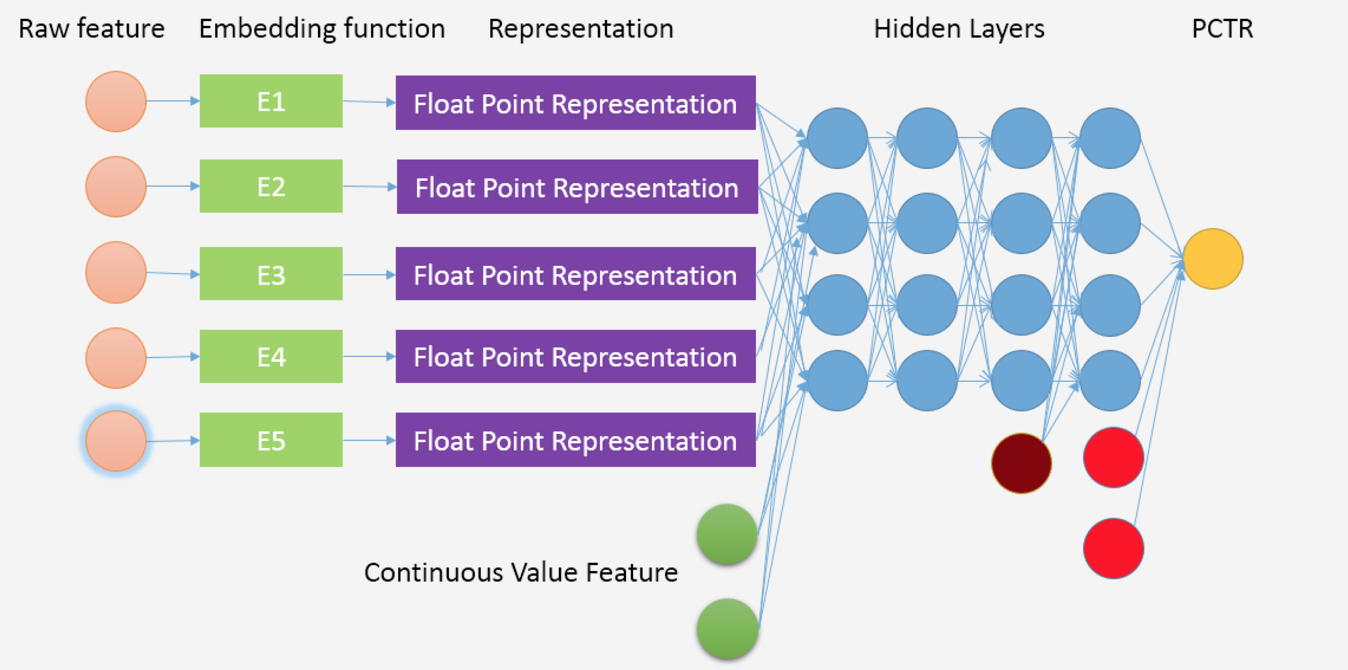 Raw feature
Embedding function
Representation
Hidden Layers
PCTR
E1
Float Point Representation
E2
Float Point Representation
E3
Float Point Representation
E4
Float Point Representation
E5
Float Point Representation
Continuous Value Feature